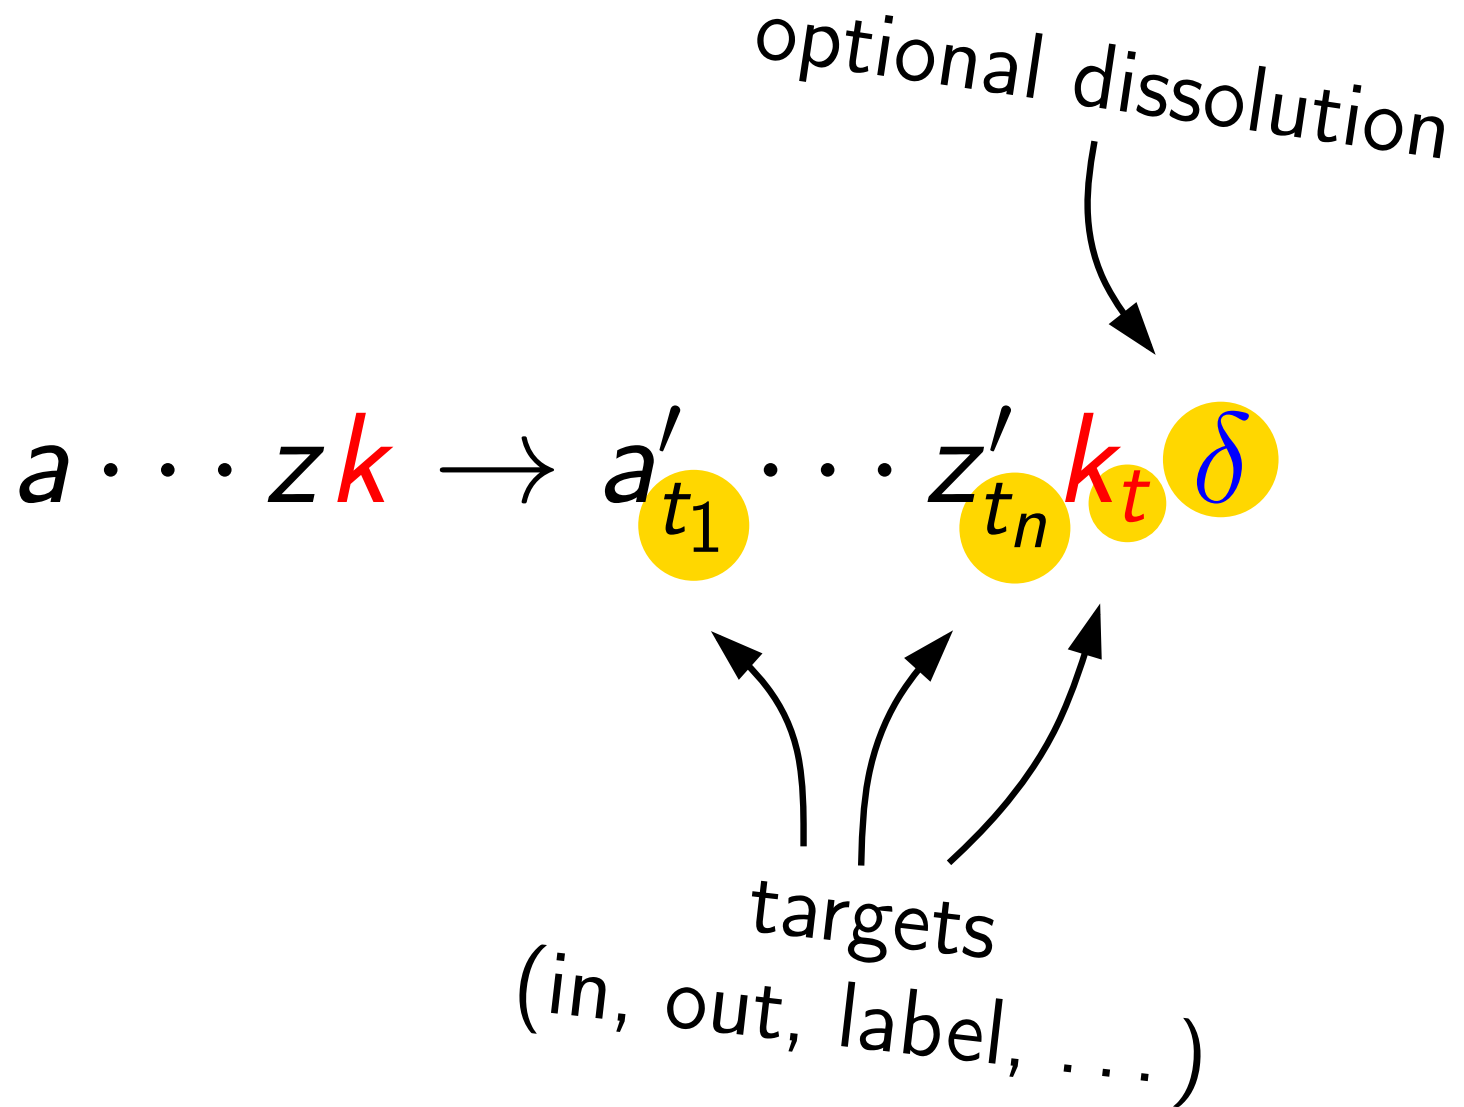 optional dissolution
a · · · z k → a′ₜ₁ · · · z′ₜₙ kₜ δ
targets
(in, out, label, . . . )